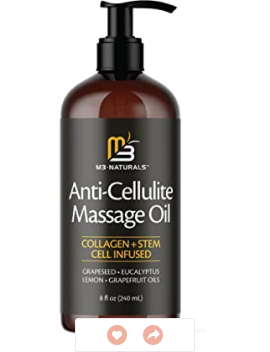 M3
M3•NATURALS™
Anti-Cellulite
Massage Oil
COLLAGEN + STEM
CELL INFUSED
GRAPESEED • EUCALYPTUS
LEMON • GRAPEFRUIT OILS
8 fl oz (240 mL)